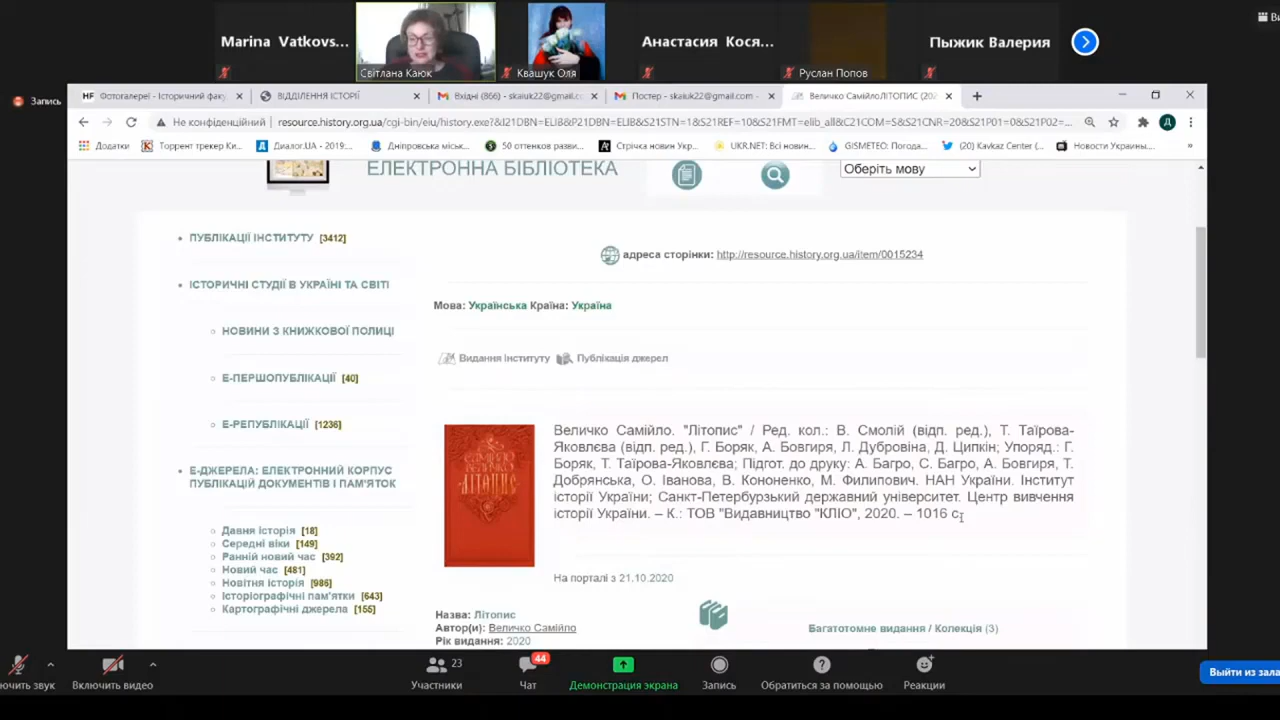 Marina Vatkovs...
Світлана Каюк
Квашук Оля
Анастасия Кося...
Руслан Попов
Пыжик Валерия
Запись
Фотогалереї - Історичний фак
ВІДДІЛЕННЯ ІСТОРІЇ
Вхідні (866) - skaiuk22@gmail.c
Постер - skaiuk22@gmail.com -
Величко СамійлоЛІТОПИС (202
Не конфіденційний
resource.history.org.ua/cgi-bin/eiu/history.exe?&I21DBN=ELIB&P21DBN=ELIB&S21STN=1&S21REF=10&S21FMT=elib_all&C21COM=S&S21CNR=20&S21P01=0&S21P02=...
Додатки
Торрент трекер Ки...
Диалог.UA - 2019:...
Дніпровська міськ...
50 оттенков разви...
Стрічка новин Укр...
UKR.NET: Всі новин...
GISMETEO: Погода...
(20) Kavkaz Center (...
Новости Украины...
»
ЕЛЕКТРОННА БІБЛІОТЕКА
Оберіть мову
ПУБЛІКАЦІЇ ІНСТИТУТУ [3412]
ІСТОРИЧНІ СТУДІЇ В УКРАЇНІ ТА СВІТІ
НОВИНИ З КНИЖКОВОЇ ПОЛИЦІ
Е-ПЕРШОПУБЛІКАЦІЇ [40]
Е-РЕПУБЛІКАЦІЇ [1236]
Е-ДЖЕРЕЛА: ЕЛЕКТРОННИЙ КОРПУС
ПУБЛІКАЦІЙ ДОКУМЕНТІВ І ПАМ'ЯТОК
Давня історія [18]
Середні віки [149]
Ранній новий час [392]
Новий час [481]
Новітня історія [986]
Історіографічні пам'ятки [643]
Картографічні джерела [155]
адреса сторінки: http://resource.history.org.ua/item/0015234
Мова: Українська Країна: Україна
Видання Інституту Публікація джерел
САМІЙЛО
ВЕЛИЧКО
ЛІТОПИС
Величко Самійло. "Літопис" / Ред. кол.: В. Смолій (відп. ред.), Т. Таїрова-
Яковлєва (відп. ред.), Г. Боряк, А. Бовгиря, Л. Дубровіна, Д. Ципкін; Упоряд.: Г.
Боряк, Т. Таїрова-Яковлєва; Підгот. до друку: А. Багро, С. Багро, А. Бовгиря, Т.
Добрянська, О. Іванова, В. Кононенко, М. Филипович. НАН України. Інститут
історії України; Санкт-Петербурзький державний університет. Центр вивчення
історії України. – К.: ТОВ "Видавництво "КЛІО", 2020. – 1016 с.
На порталі з 21.10.2020
Назва: Літопис
Автор(и): Величко Самійло
Рік видання: 2020
Багатотомне видання / Колекція (3)
ючить звук
Включить видео
Участники
23
Чат
44
Демонстрация экрана
Запись
Обратиться за помощью
Реакции
Выйти из зала